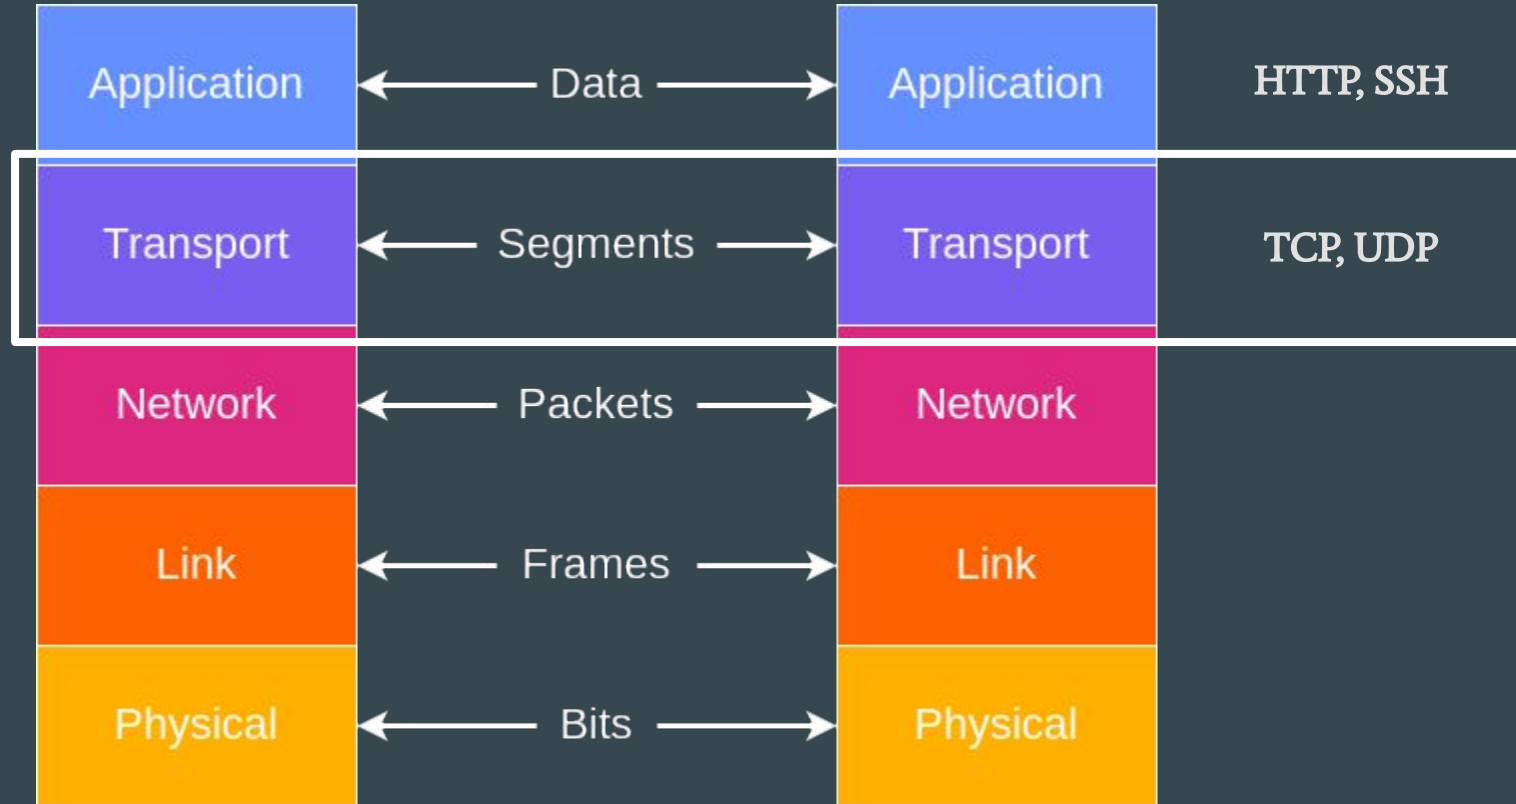 Application Data Application HTTP, SSH
Transport Segments Transport TCP, UDP
Network Packets Network
Link Frames Link
Physical Bits Physical